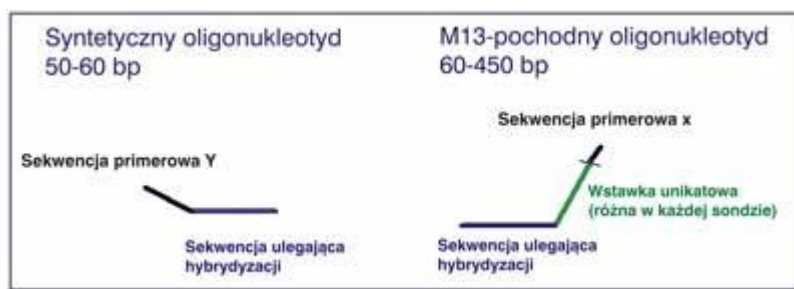 Syntetyczny oligonukleotyd
50-60 bp
Sekwencja primerowa Y
Sekwencja ulegająca
hybrydyzacji
M13-pochodny oligonukleotyd
60-450 bp
Sekwencja primerowa x
Wstawka unikatowa
(różna w każdej sondzie)
Sekwencja ulegająca
hybrydyzacji